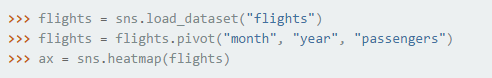 >>> flights = sns.load_dataset("flights")
>>> flights = flights.pivot("month", "year", "passengers")
>>> ax = sns.heatmap(flights)